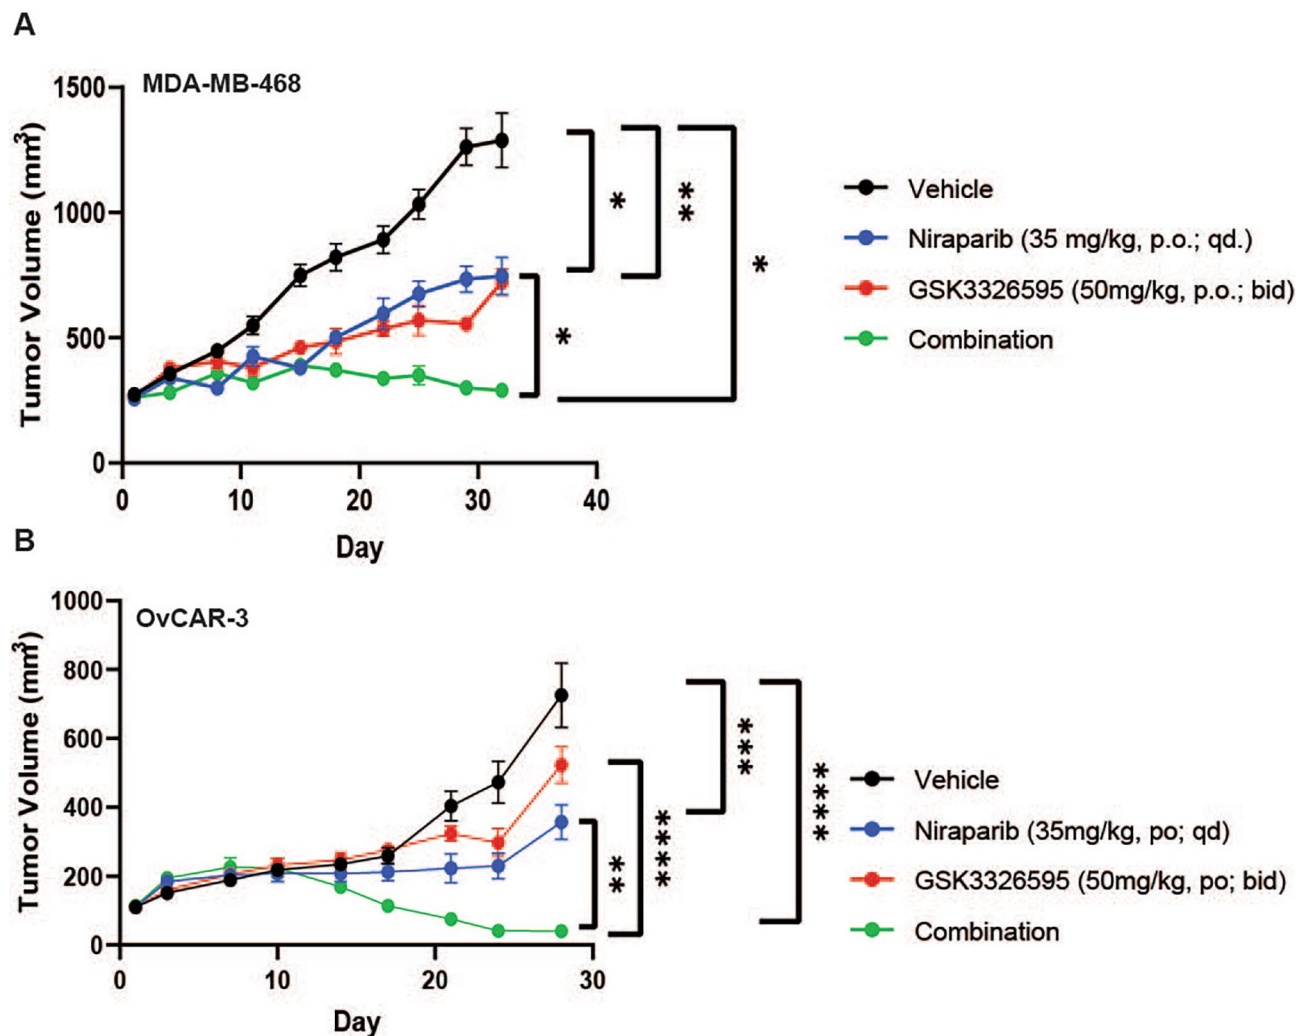 A
MDA-MB-468
Tumor Volume (mm³)
1500
1000
500
0
0 10 20 30 40
Day
*
*
**
*
Vehicle
Niraparib (35 mg/kg, p.o.; qd.)
GSK3326595 (50mg/kg, p.o.; bid)
Combination
B
OvCAR-3
Tumor Volume (mm³)
1000
800
600
400
200
0
0 10 20 30
Day
**
****
***
****
Vehicle
Niraparib (35mg/kg, po; qd)
GSK3326595 (50mg/kg, po; bid)
Combination